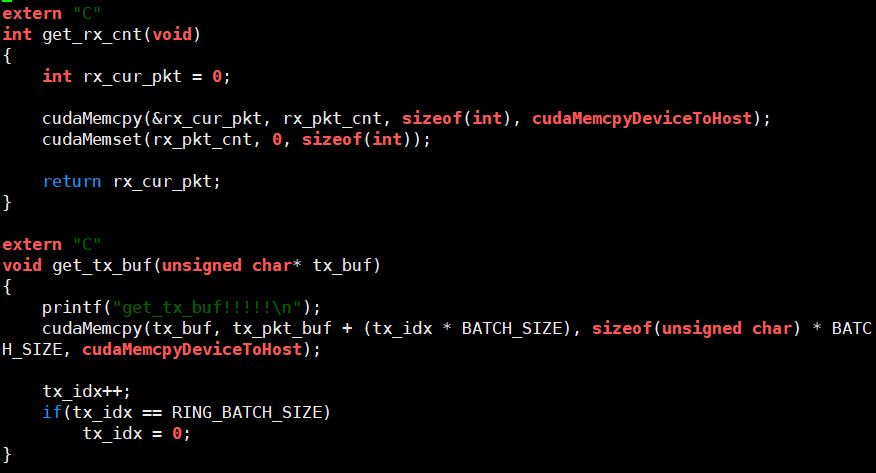 extern "C"
int get_rx_cnt(void)
{
    int rx_cur_pkt = 0;

    cudaMemcpy(&rx_cur_pkt, rx_pkt_cnt, sizeof(int), cudaMemcpyDeviceToHost);
    cudaMemset(rx_pkt_cnt, 0, sizeof(int));

    return rx_cur_pkt;
}

extern "C"
void get_tx_buf(unsigned char* tx_buf)
{
    printf("get_tx_buf!!!!!\n");
    cudaMemcpy(tx_buf, tx_pkt_buf + (tx_idx * BATCH_SIZE), sizeof(unsigned char) * BATC
H_SIZE, cudaMemcpyDeviceToHost);

    tx_idx++;
    if(tx_idx == RING_BATCH_SIZE)
        tx_idx = 0;
}